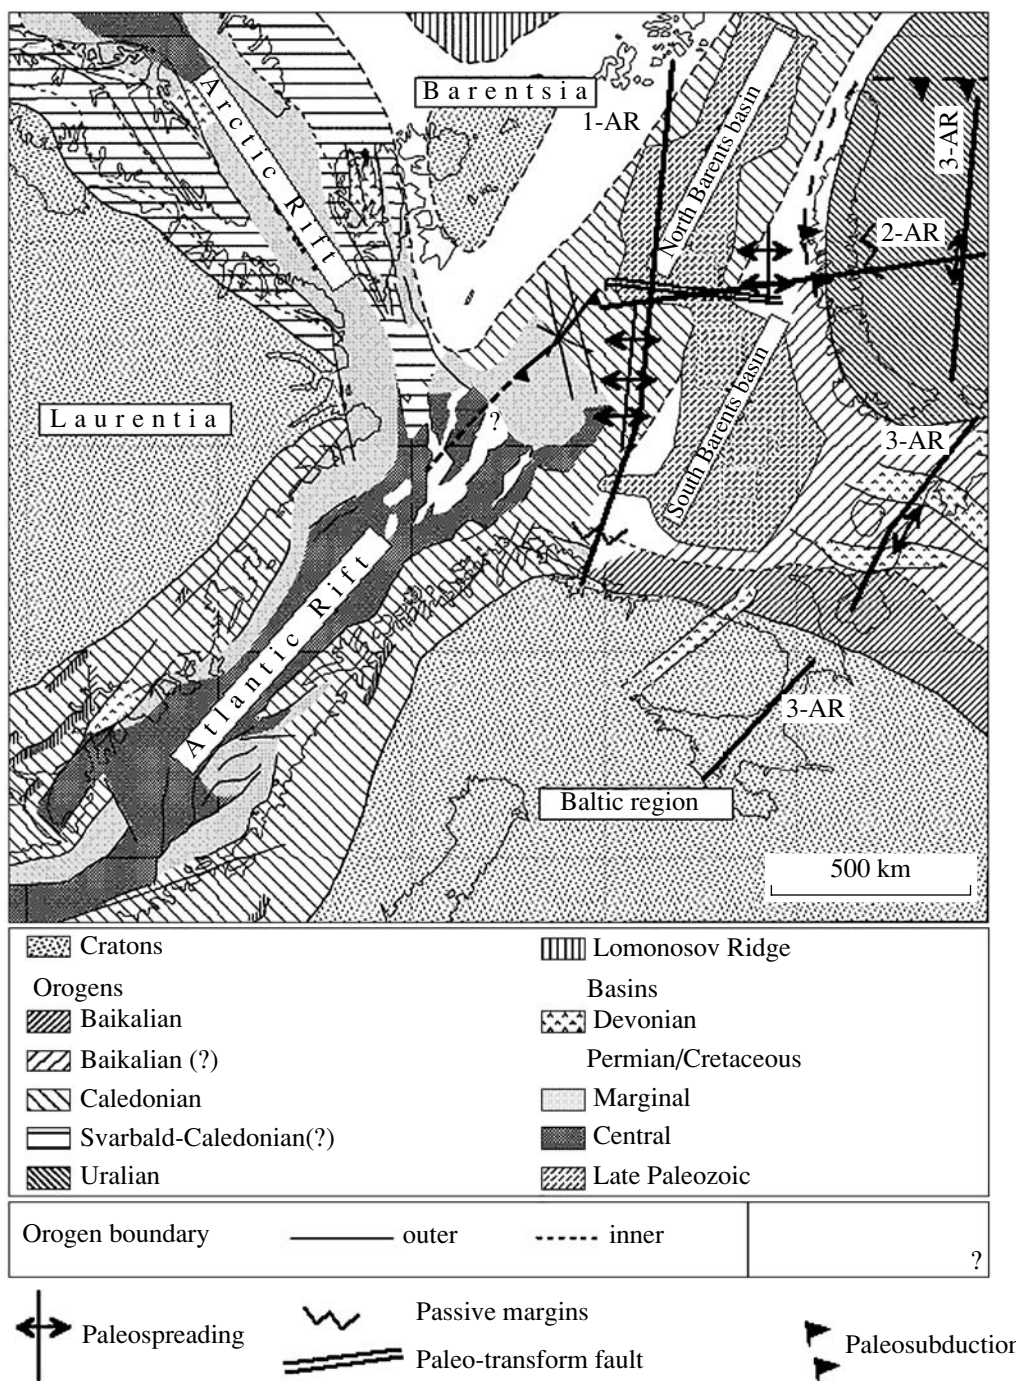 Arctic Rift
Barentsia
1-AR
North Barents basin
3-AR
2-AR
Laurentia
?
South Barents basin
3-AR
Atlantic Rift
3-AR
Baltic region
500 km
Cratons
Orogens
Baikalian
Baikalian (?)
Caledonian
Svarbald-Caledonian(?)
Uralian
Lomonosov Ridge
Basins
Devonian
Permian/Cretaceous
Marginal
Central
Late Paleozoic
Orogen boundary
outer
inner
?
Paleospreading
Passive margins
Paleo-transform fault
Paleosubduction